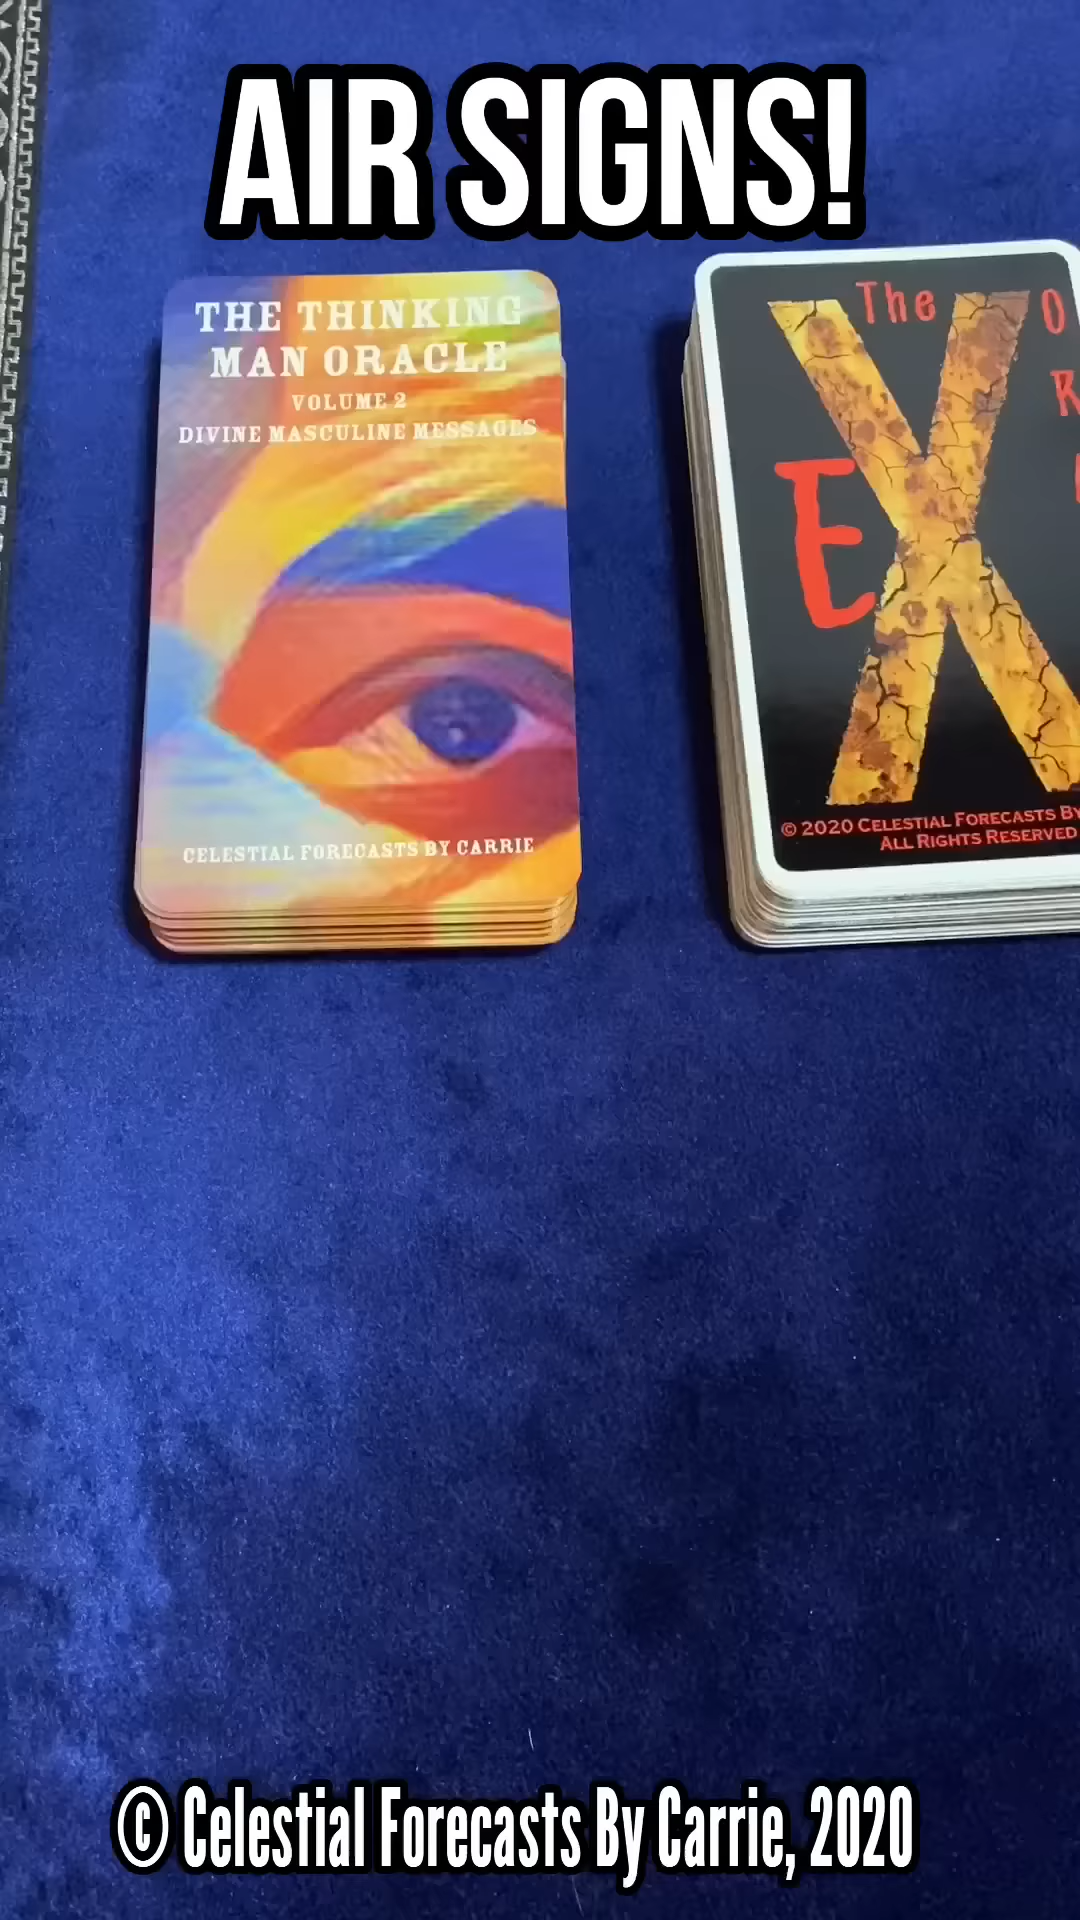 AIR SIGNS!
THE THINKING
MAN ORACLE
VOLUME 2
DIVINE MASCULINE MESSAGES
CELESTIAL FORECASTS BY CARRIE
The
EX
© 2020 CELESTIAL FORECASTS BY
ALL RIGHTS RESERVED
© Celestial Forecasts By Carrie, 2020